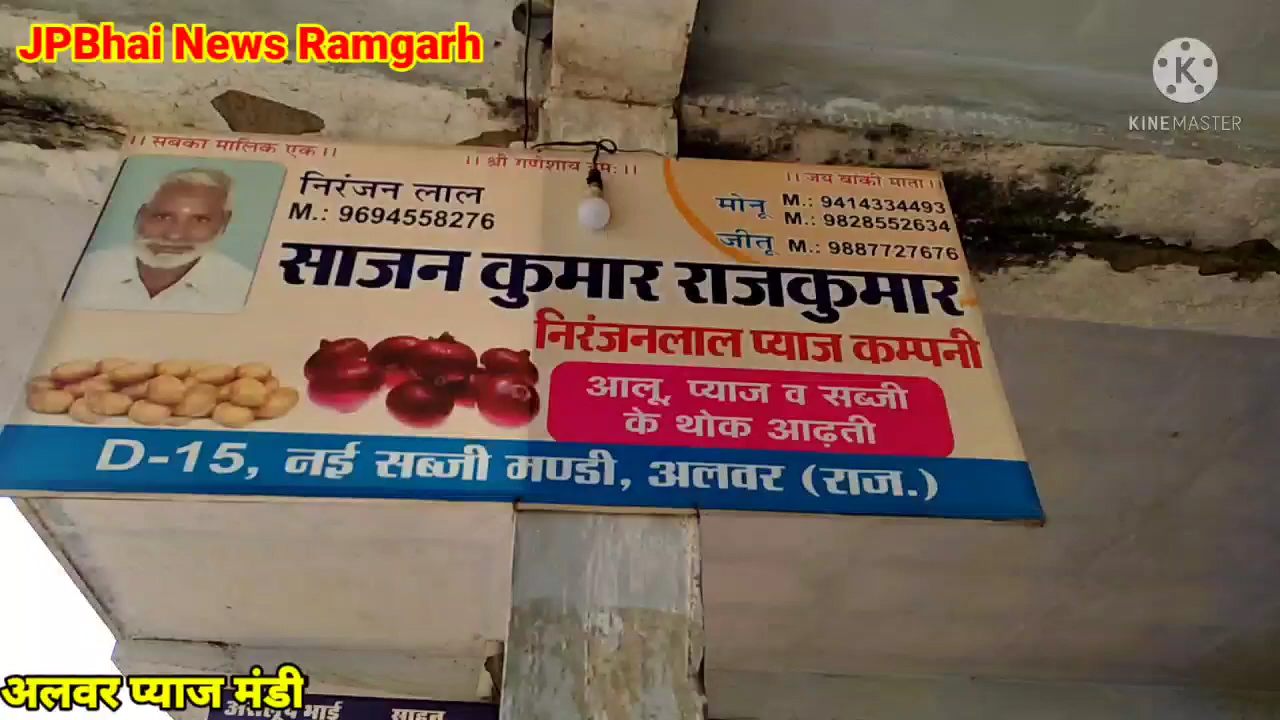 JPBhai News Ramgarh
KINEMASTER
।। सबका मालिक एक ।।
।। श्री गणेशाय नमः ।।
।। जय बांकी माता ।।
निरंजन लाल
M.: 9694558276
मोनू M.: 9414334493
M.: 9828552634
जीतू M.: 9887727676
साजन कुमार राजकुमार
निरंजनलाल प्याज कम्पनी
आलू, प्याज व सब्जी
के थोक आढ़ती
D-15, नई सब्जी मण्डी, अलवर (राज.)
अलवर प्याज मंडी
भाई